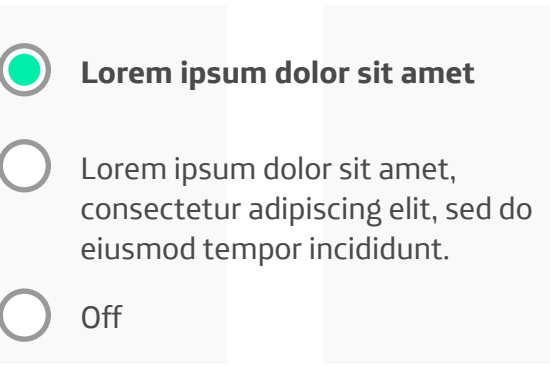 Lorem ipsum dolor sit amet
Lorem ipsum dolor sit amet,
consectetur adipiscing elit, sed do
eiusmod tempor incididunt.
Off